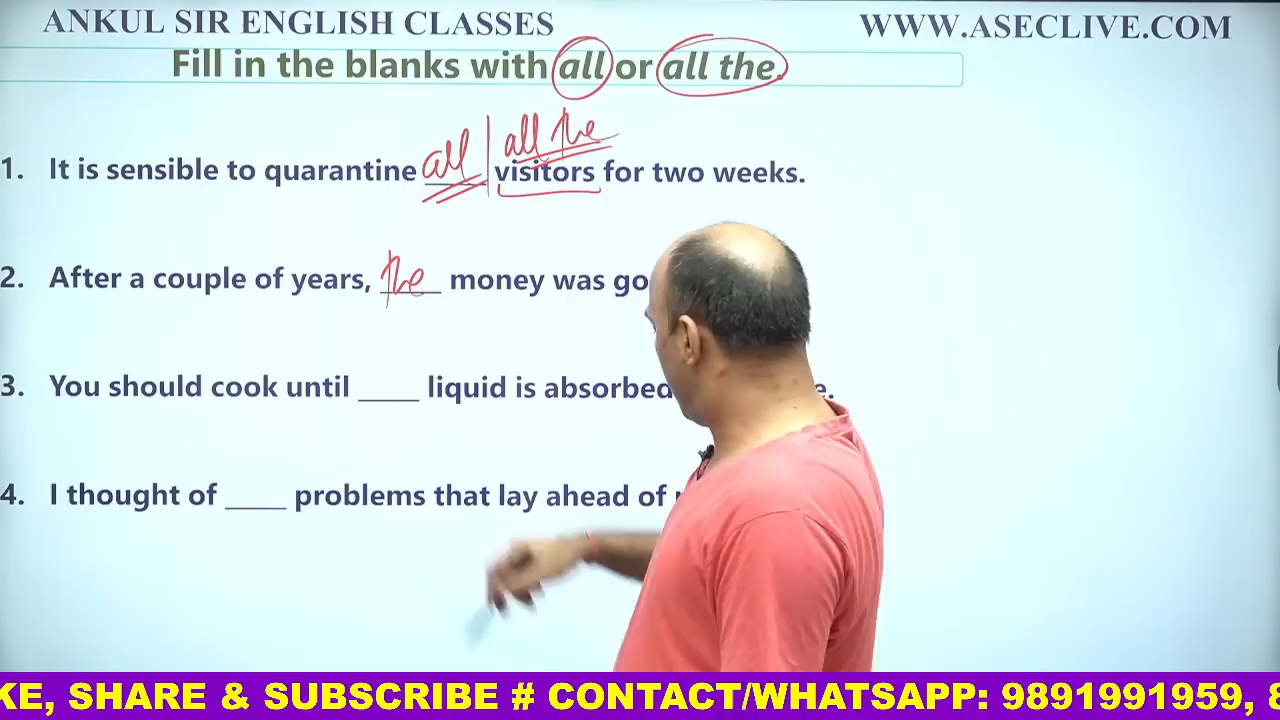 ANKUL SIR ENGLISH CLASSES WWW.ASECLIVE.COM
Fill in the blanks with all or all the.
all all the
1. It is sensible to quarantine ____ visitors for two weeks.
2. After a couple of years, the money was go
3. You should cook until ____ liquid is absorbed e.
4. I thought of ____ problems that lay ahead of
KE, SHARE & SUBSCRIBE # CONTACT/WHATSAPP: 9891991959, 8